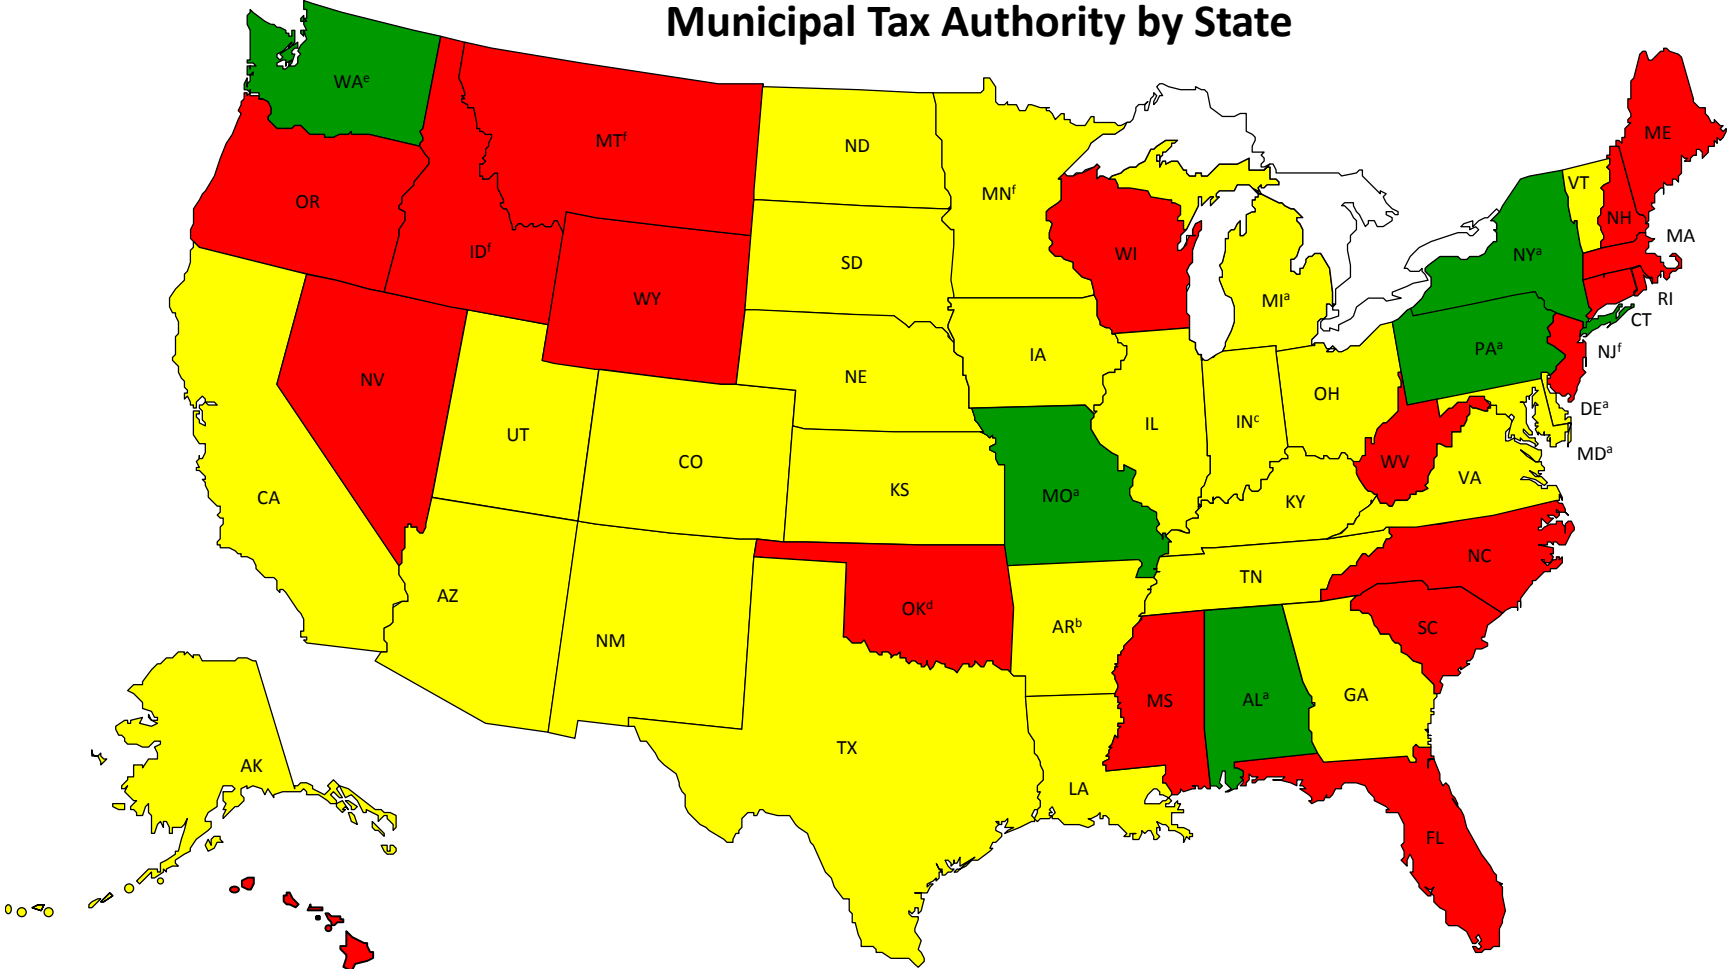 Municipal Tax Authority by State
WAᵉ
MTᶠ
ND
ME
OR
MNᶠ
VT
NH
IDᶠ
SD
WI
NYᵃ
MA
WY
MIᵃ
RI
CT
NV
NE
IA
PAᵃ
NJᶠ
OH
DEᵃ
UT
CO
IL
INᶜ
MDᵃ
CA
KS
MOᵃ
KY
WV
VA
AZ
NM
OKᵈ
ARᵇ
TN
NC
SC
TX
MS
ALᵃ
GA
AK
LA
FL